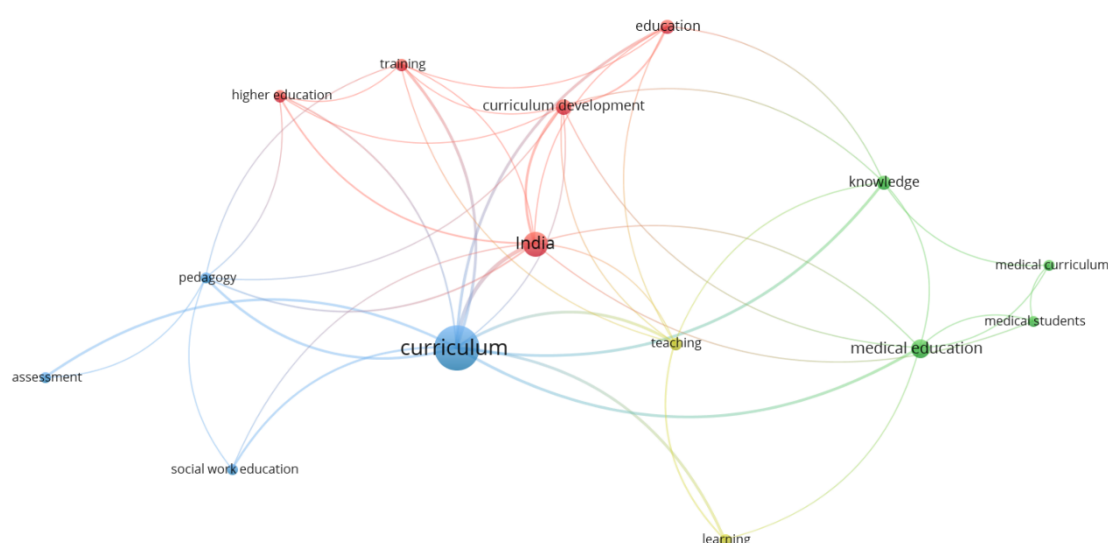 education
training
higher education
curriculum development
knowledge
India
medical curriculum
pedagogy
medical students
teaching
curriculum
medical education
assessment
social work education
learning